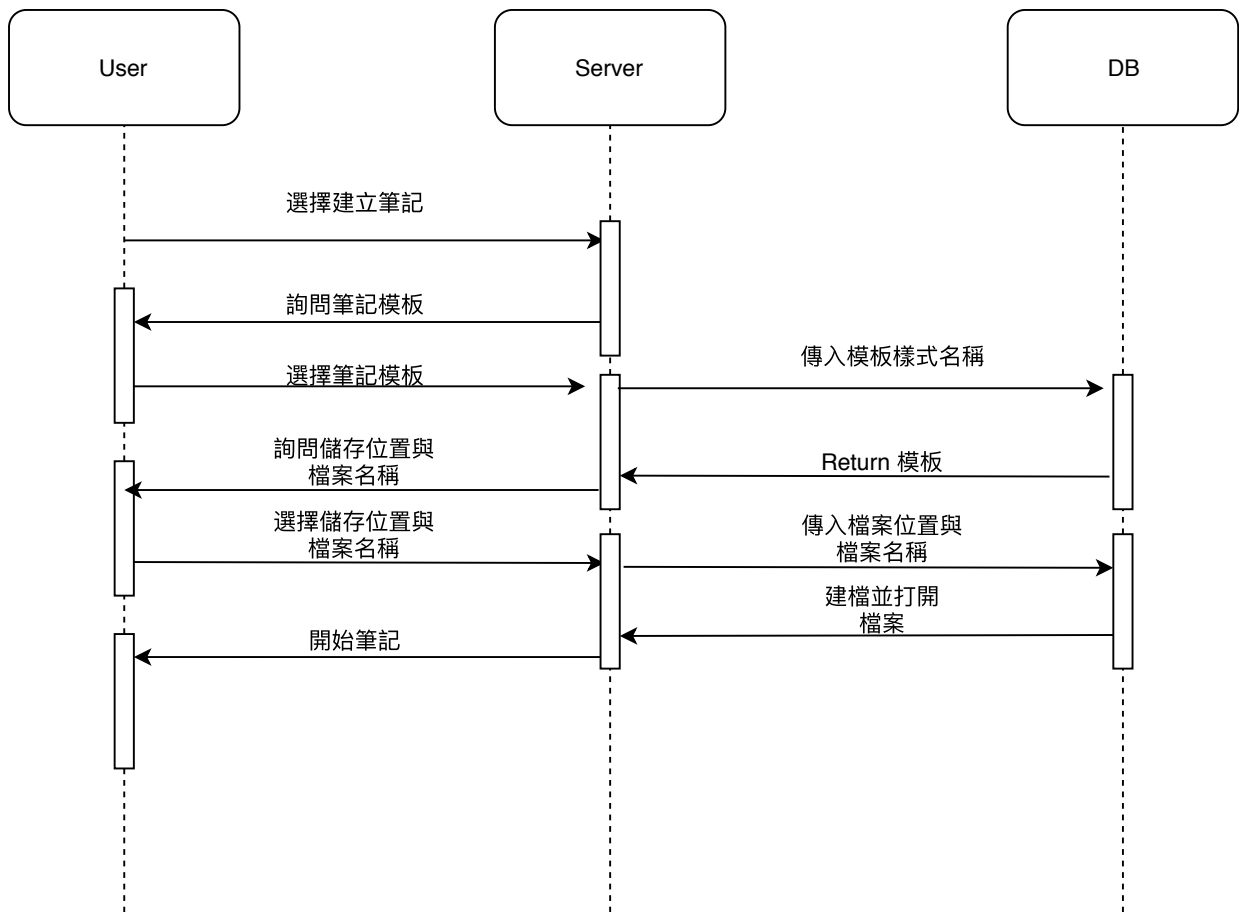 User
Server
DB
選擇建立筆記
詢問筆記模板
傳入模板樣式名稱
選擇筆記模板
詢問儲存位置與
檔案名稱
Return 模板
選擇儲存位置與
檔案名稱
傳入檔案位置與
檔案名稱
建檔並打開
檔案
開始筆記